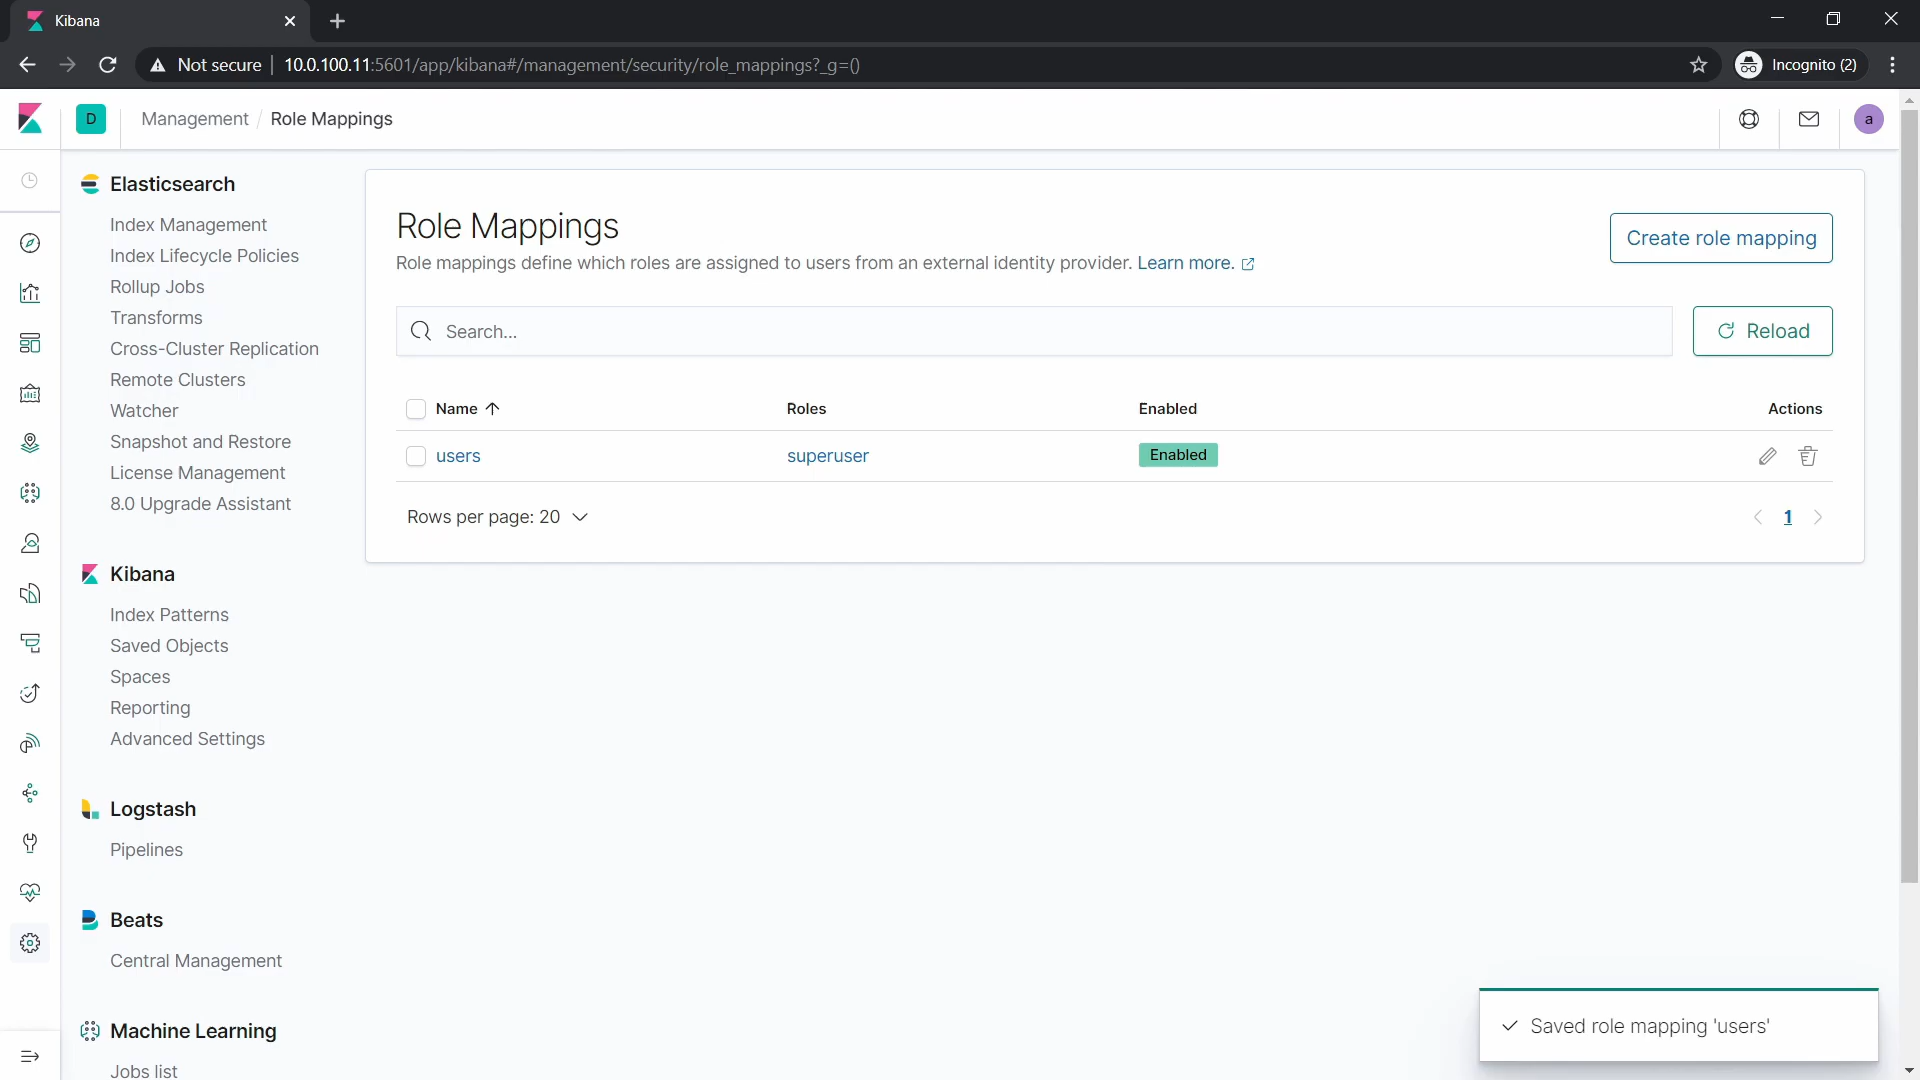 Kibana
Not secure
10.0.100.11:5601/app/kibana#/management/security/role_mappings?_g=()
Incognito (2)
D
Management / Role Mappings
a
Elasticsearch
Index Management
Index Lifecycle Policies
Rollup Jobs
Transforms
Cross-Cluster Replication
Remote Clusters
Watcher
Snapshot and Restore
License Management
8.0 Upgrade Assistant
Kibana
Index Patterns
Saved Objects
Spaces
Reporting
Advanced Settings
Logstash
Pipelines
Beats
Central Management
Machine Learning
Jobs list
Role Mappings
Create role mapping
Role mappings define which roles are assigned to users from an external identity provider. Learn more.
Search...
Reload
Name Roles Enabled Actions
users superuser Enabled
Rows per page: 20
1
Saved role mapping 'users'